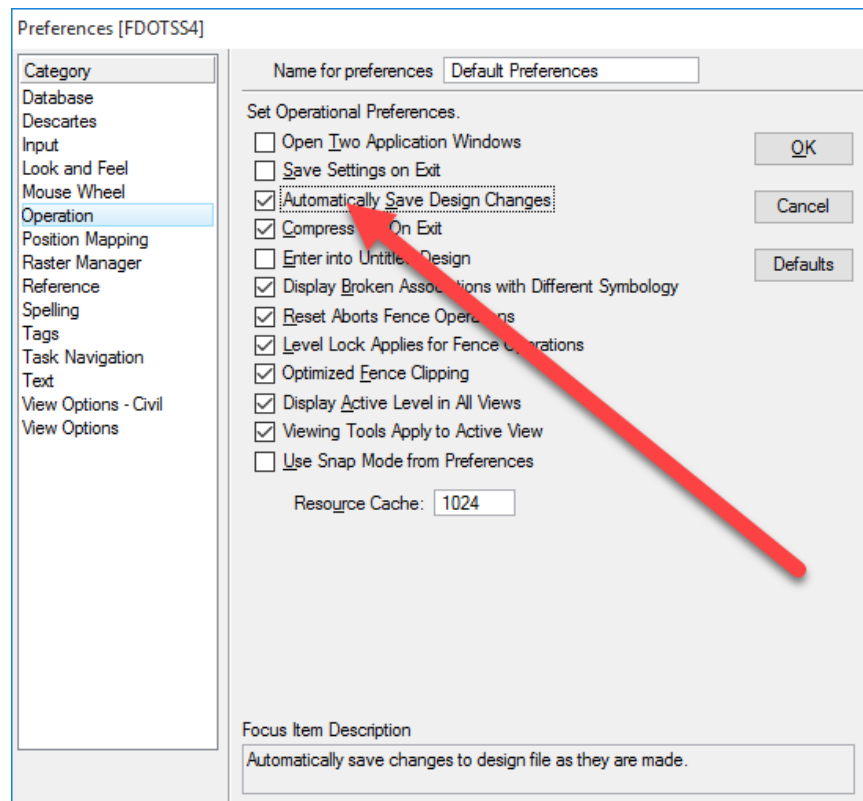 Preferences [FDOTSS4]
Category
Database
Descartes
Input
Look and Feel
Mouse Wheel
Operation
Position Mapping
Raster Manager
Reference
Spelling
Tags
Task Navigation
Text
View Options - Civil
View Options
Name for preferences Default Preferences
Set Operational Preferences.
Open Two Application Windows
Save Settings on Exit
Automatically Save Design Changes
Compress On Exit
Enter into Untitled Design
Display Broken Associations with Different Symbology
Reset Aborts Fence Operations
Level Lock Applies for Fence Operations
Optimized Fence Clipping
Display Active Level in All Views
Viewing Tools Apply to Active View
Use Snap Mode from Preferences
Resource Cache: 1024
OK
Cancel
Defaults
Focus Item Description
Automatically save changes to design file as they are made.